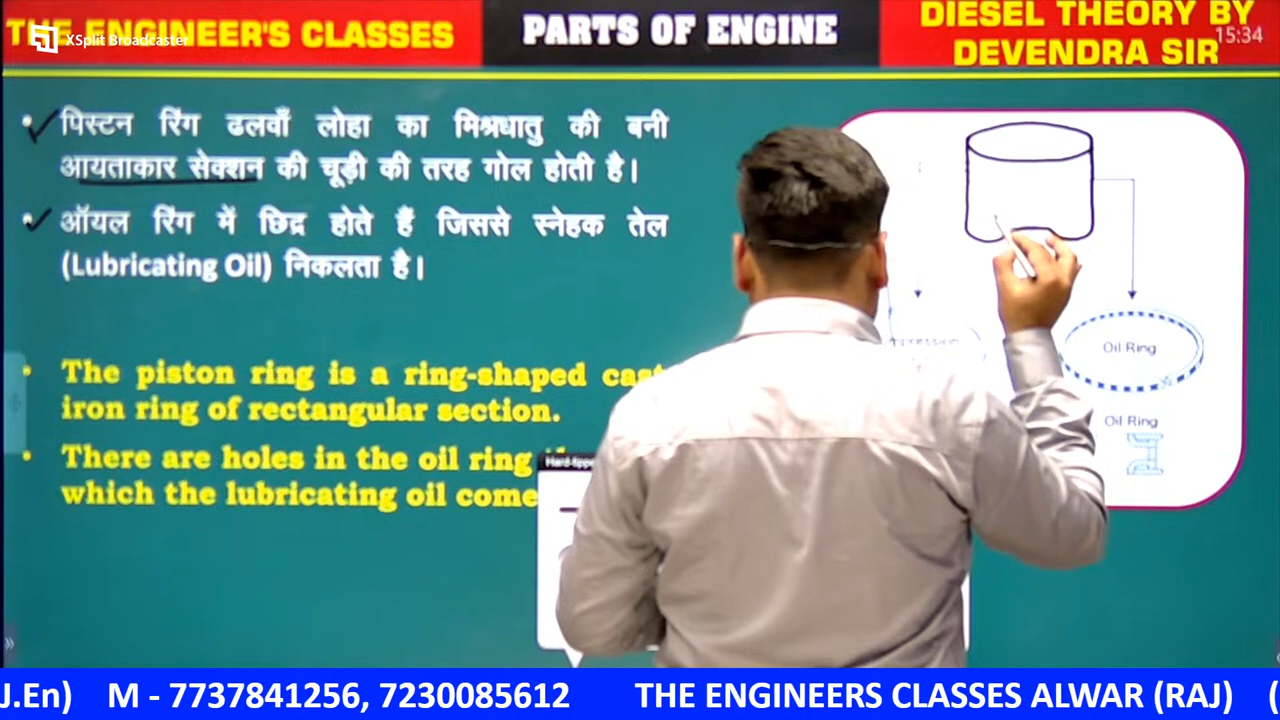 THE ENGINEER'S CLASSES
XSplit Broadcaster
PARTS OF ENGINE
DIESEL THEORY BY
DEVENDRA SIR
15:34
पिस्टन रिंग ढलवाँ लोहा का मिश्रधातु की बनी
आयताकार सेक्शन की चूड़ी की तरह गोल होती है।
ऑयल रिंग में छिद्र होते हैं जिससे स्नेहक तेल
(Lubricating Oil) निकलता है।
The piston ring is a ring-shaped cast
iron ring of rectangular section.
There are holes in the oil ring
which the lubricating oil come
Oil Ring
Oil Ring
J.En) M - 7737841256, 7230085612 THE ENGINEERS CLASSES ALWAR (RAJ) (